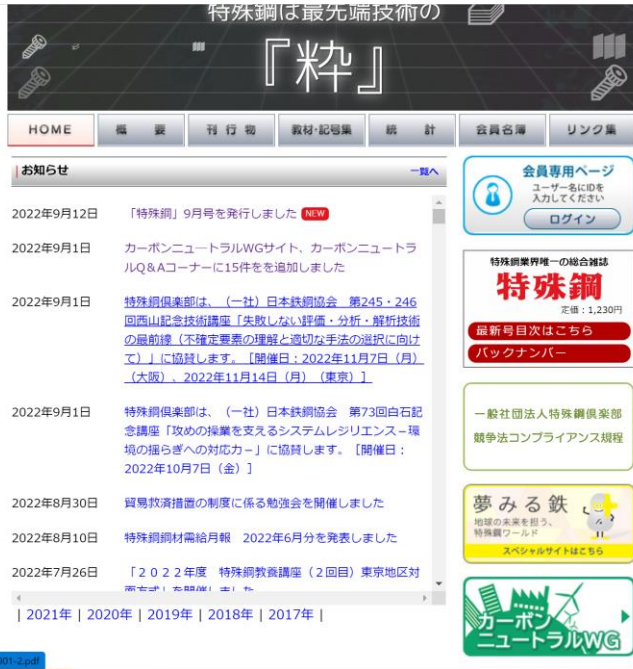 特殊鋼は最先端技術の
『粋』
HOME
概 要
刊 行 物
教材・記号集
統 計
会員名簿
リンク集
お知らせ
一覧へ
2022年9月12日
「特殊鋼」9月号を発行しました NEW
2022年9月1日
カーボンニュートラルWGサイト、カーボンニュートラ
ルQ&Aコーナーに15件をを追加しました
2022年9月1日
特殊鋼倶楽部は、（一社）日本鉄鋼協会 第245・246
回西山記念技術講座「失敗しない評価・分析・解析技術
の最前線（不確定要素の理解と適切な手法の選択に向け
て）」に協賛します。［開催日：2022年11月7日（月）
（大阪）、2022年11月14日（月）（東京）］
2022年9月1日
特殊鋼倶楽部は、（一社）日本鉄鋼協会 第73回白石記
念講座「攻めの操業を支えるシステムレジリエンス－環
境の揺らぎへの対応力－」に協賛します。［開催日：
2022年10月7日（金）］
2022年8月30日
貿易救済措置の制度に係る勉強会を開催しました
2022年8月10日
特殊鋼鋼材需給月報 2022年6月分を発表しました
2022年7月26日
「２０２２年度 特殊鋼教養講座（２回目）東京地区対
面方式」を開催しました
| 2021年 | 2020年 | 2019年 | 2018年 | 2017年 |
会員専用ページ
ユーザー名にIDを
入力してください
ログイン
特殊鋼業界唯一の総合雑誌
特殊鋼
定価：1,230円
最新号目次はこちら
バックナンバー
一般社団法人特殊鋼倶楽部
競争法コンプライアンス規程
夢みる鉄
地球の未来を担う、
特殊鋼ワールド
スペシャルサイトはこちら
カーボン
ニュートラルWG
901-2.pdf